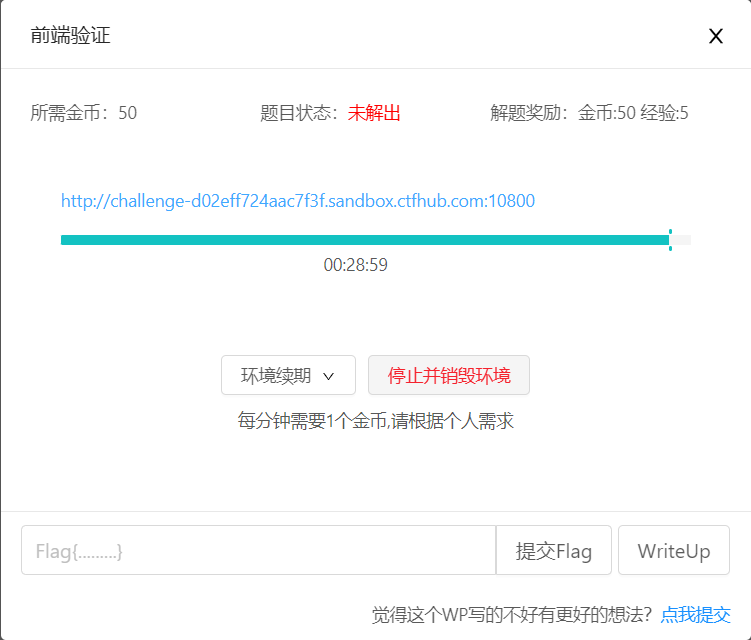 前端验证 X
所需金币：50 题目状态：未解出 解题奖励：金币:50 经验:5
http://challenge-d02eff724aac7f3f.sandbox.ctfhub.com:10800
00:28:59
环境续期 停止并销毁环境
每分钟需要1个金币,请根据个人需求
Flag{.........} 提交Flag WriteUp
觉得这个WP写的不好有更好的想法？点我提交